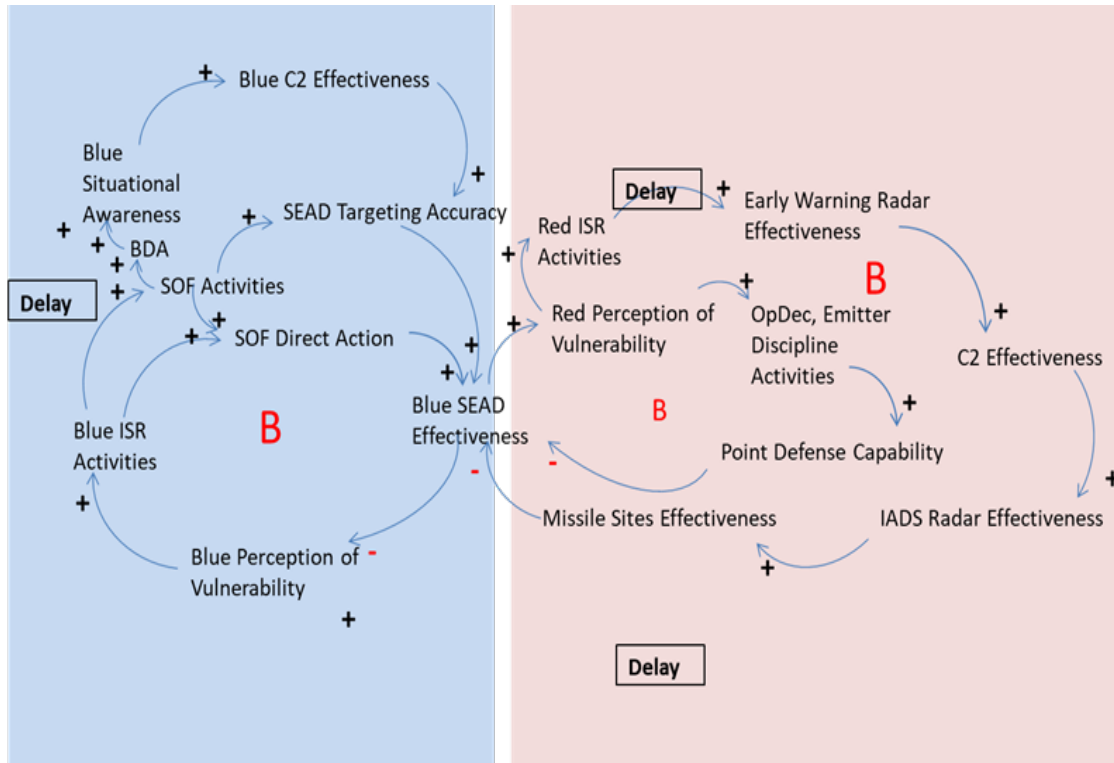 +
Blue C2 Effectiveness
Blue
Situational
Awareness
+
SEAD Targeting Accuracy
+
+
+
BDA
+
SOF Activities
+
Delay
+
+
SOF Direct Action
+
+
Blue ISR
Activities
B
Blue SEAD
Effectiveness
-
+
Blue Perception of
Vulnerability
-
+
Delay
+
Early Warning Radar
Effectiveness
Red ISR
Activities
+
B
+
Red Perception of
Vulnerability
+
OpDec, Emitter
Discipline
Activities
+
C2 Effectiveness
B
+
Point Defense Capability
-
+
Missile Sites Effectiveness
IADS Radar Effectiveness
+
Delay